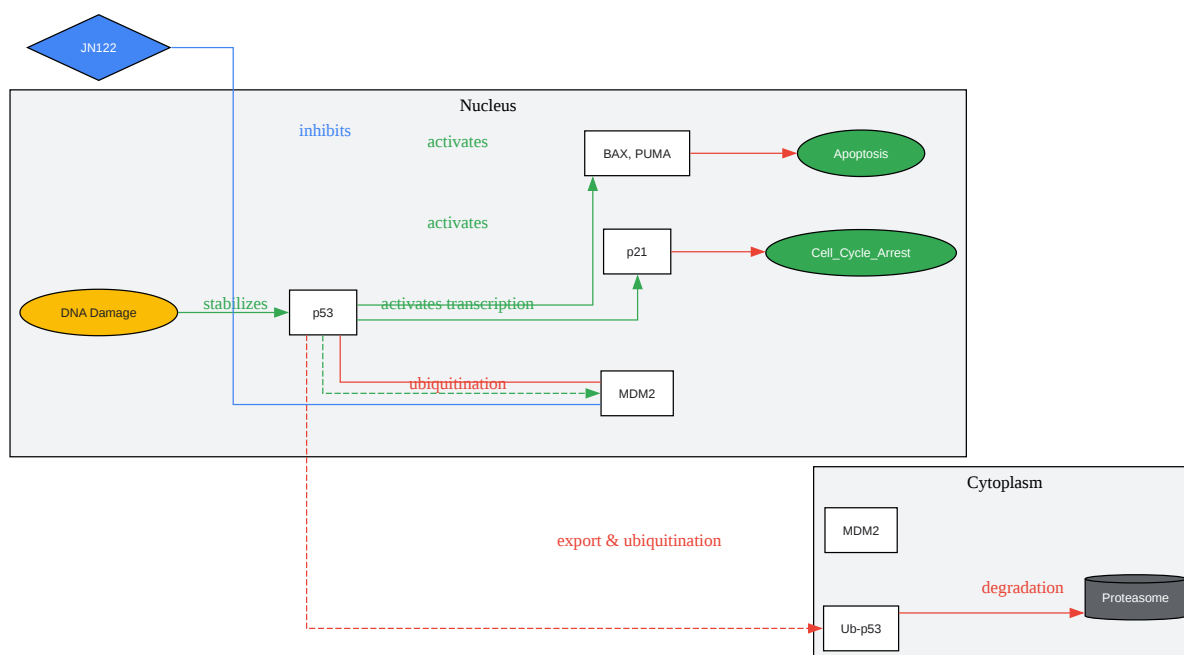 JN122
Nucleus
inhibits
activates
BAX, PUMA
Apoptosis
activates
p21
Cell_Cycle_Arrest
DNA Damage
stabilizes
p53
activates transcription
ubiquitination
MDM2
Cytoplasm
MDM2
export & ubiquitination
degradation
Proteasome
Ub-p53